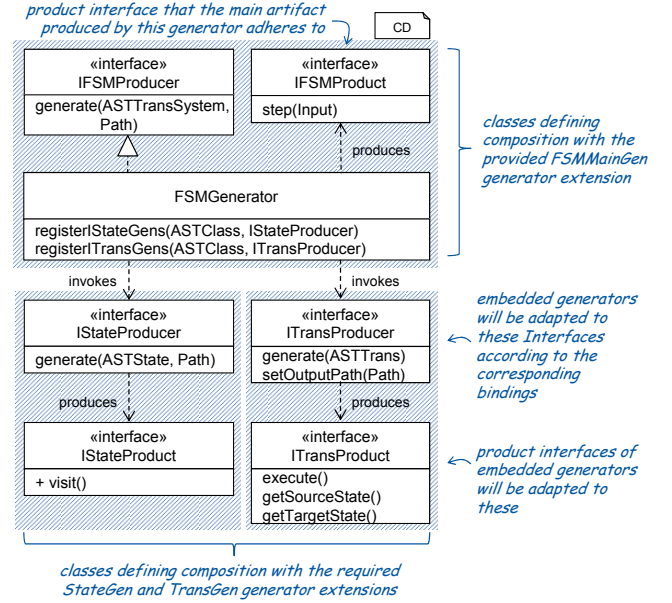 product interface that the main artifact
produced by this generator adheres to
CD
«interface»
IFSMProducer
generate(ASTTransSystem,
Path)
«interface»
IFSMProduct
step(Input)
produces
classes defining
composition with the
provided FSMMainGen
generator extension
FSMGenerator
registerIStateGens(ASTClass, IStateProducer)
registerITransGens(ASTClass, ITransProducer)
invokes
invokes
«interface»
IStateProducer
generate(ASTState, Path)
«interface»
ITransProducer
generate(ASTTrans)
setOutputPath(Path)
embedded generators
will be adapted to
these Interfaces
according to the
corresponding
bindings
produces
produces
«interface»
IStateProduct
+ visit()
«interface»
ITransProduct
execute()
getSourceState()
getTargetState()
product interfaces of
embedded generators
will be adapted to
these
classes defining composition with the required
StateGen and TransGen generator extensions